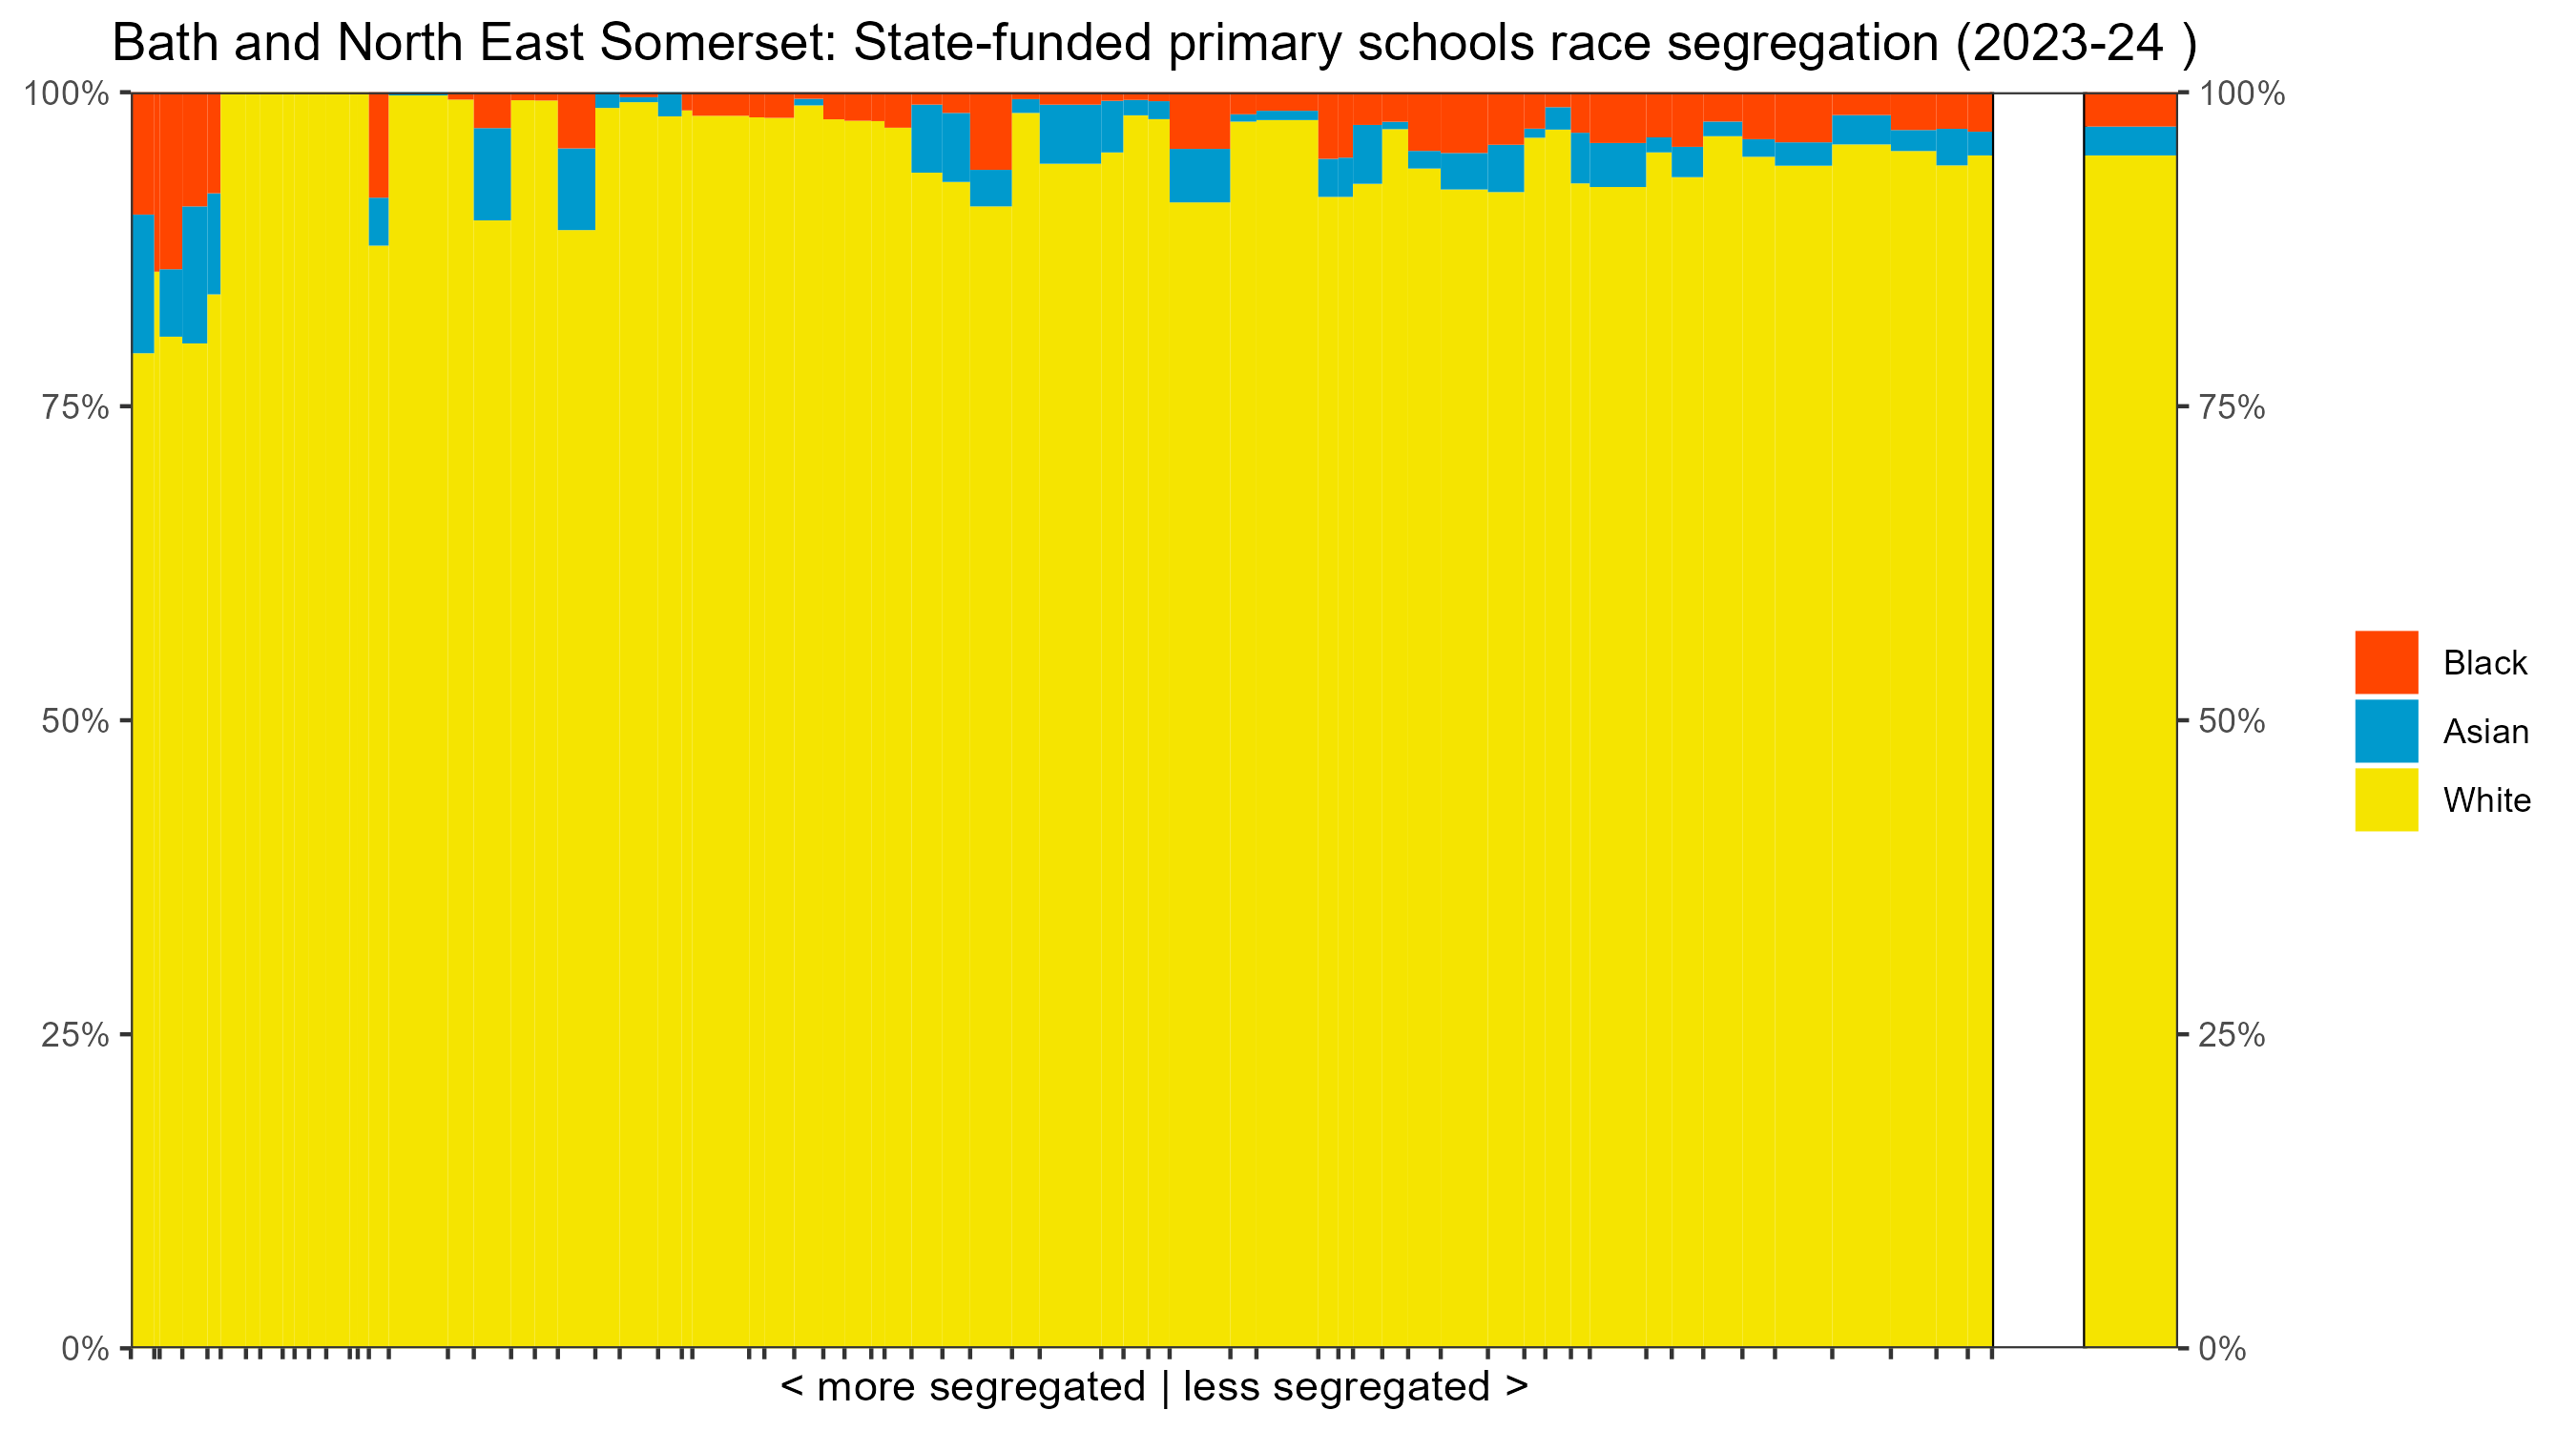 Bath and North East Somerset: State-funded primary schools race segregation (2023-24 )
100%
75%
50%
25%
0%
100%
75%
50%
25%
0%
Black
Asian
White
< more segregated | less segregated >